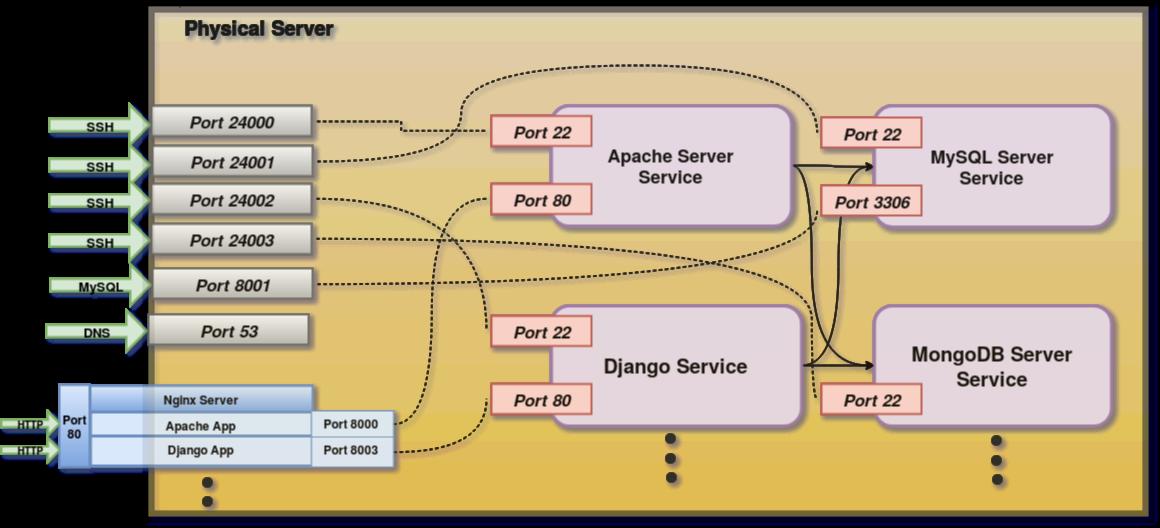 Physical Server
SSH
Port 24000
SSH
Port 24001
SSH
Port 24002
SSH
Port 24003
MySQL
Port 8001
DNS
Port 53
HTTP
HTTP
Port
80
Nginx Server
Apache App
Port 8000
Django App
Port 8003
Port 22
Port 80
Apache Server
Service
Port 22
Port 3306
MySQL Server
Service
Port 22
Port 80
Django Service
MongoDB Server
Service
Port 22